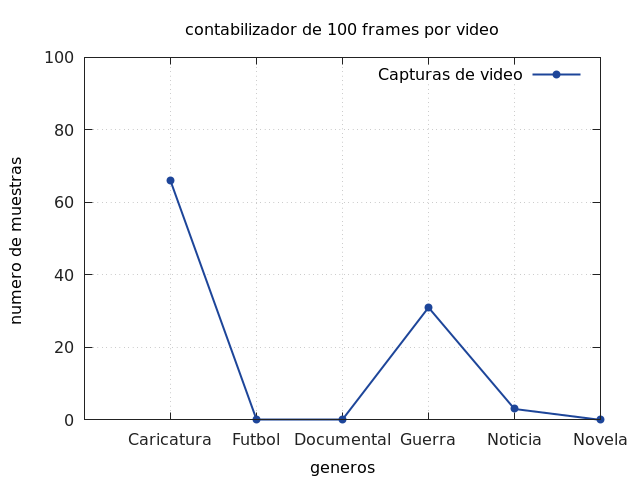 contabilizador de 100 frames por video
100
80
60
40
20
0
numero de muestras
Capturas de video
Caricatura Futbol Documental Guerra Noticia Novela
generos